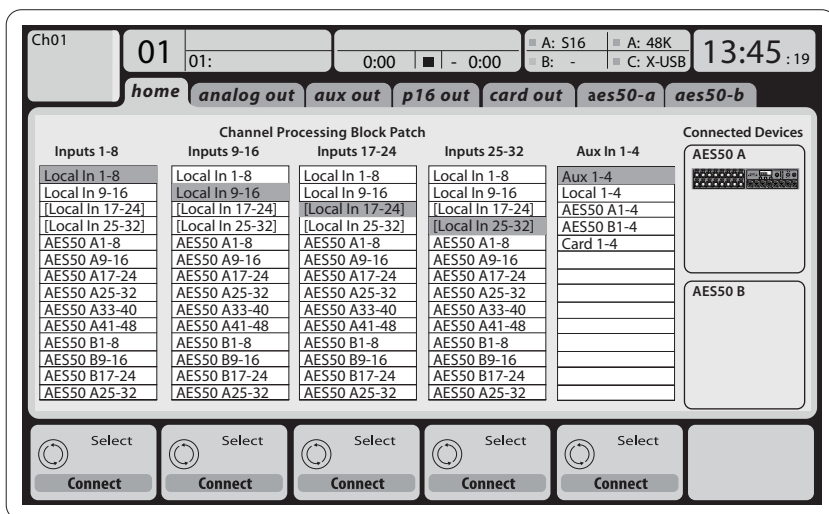 Ch01
01
01:
0:00
- 0:00
A: S16
B: -
A: 48K
C: X-USB
13:45 : 19
home
analog out
aux out
p16 out
card out
aes50-a
aes50-b
Channel Processing Block Patch
Connected Devices
Inputs 1-8
Inputs 9-16
Inputs 17-24
Inputs 25-32
Aux In 1-4
AES50 A
Local In 1-8 Local In 1-8 Local In 1-8 Local In 1-8 Aux 1-4
Local In 9-16 Local In 9-16 Local In 9-16 Local In 9-16 Local 1-4
[Local In 17-24] [Local In 17-24] [Local In 17-24] [Local In 17-24] AES50 A1-4
[Local In 25-32] [Local In 25-32] [Local In 25-32] [Local In 25-32] AES50 B1-4
AES50 A1-8 AES50 A1-8 AES50 A1-8 AES50 A1-8 Card 1-4
AES50 A9-16 AES50 A9-16 AES50 A9-16 AES50 A9-16
AES50 A17-24 AES50 A17-24 AES50 A17-24 AES50 A17-24
AES50 A25-32 AES50 A25-32 AES50 A25-32 AES50 A25-32
AES50 B
AES50 A33-40 AES50 A33-40 AES50 A33-40 AES50 A33-40
AES50 A41-48 AES50 A41-48 AES50 A41-48 AES50 A41-48
AES50 B1-8 AES50 B1-8 AES50 B1-8 AES50 B1-8
AES50 B9-16 AES50 B9-16 AES50 B9-16 AES50 B9-16
AES50 B17-24 AES50 B17-24 AES50 B17-24 AES50 B17-24
AES50 A25-32 AES50 A25-32 AES50 A25-32 AES50 A25-32
Select Select Select Select Select
Connect Connect Connect Connect Connect